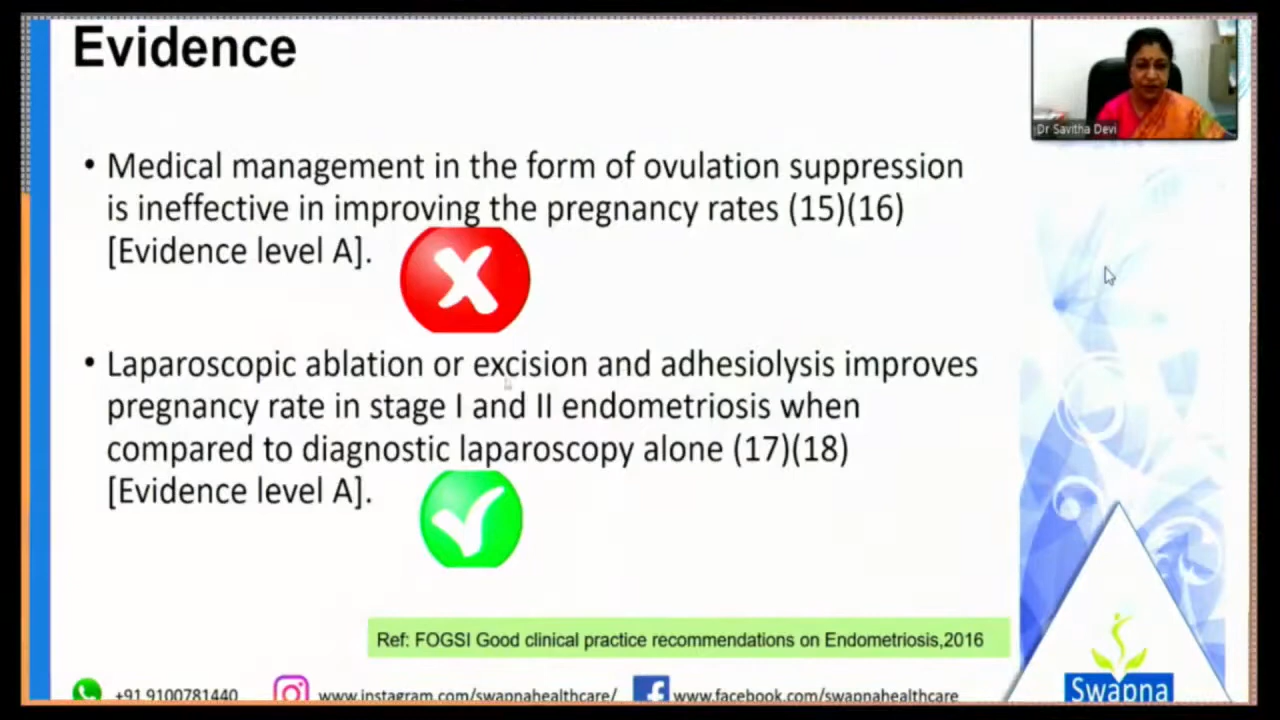 Evidence
Dr Savitha Devi
• Medical management in the form of ovulation suppression
is ineffective in improving the pregnancy rates (15)(16)
[Evidence level A].
• Laparoscopic ablation or excision and adhesiolysis improves
pregnancy rate in stage I and II endometriosis when
compared to diagnostic laparoscopy alone (17)(18)
[Evidence level A].
Ref: FOGSI Good clinical practice recommendations on Endometriosis,2016
+91 9100781440 www.instagram.com/swapnahealthcare/ www.facebook.com/swapnahealthcare
Swapna